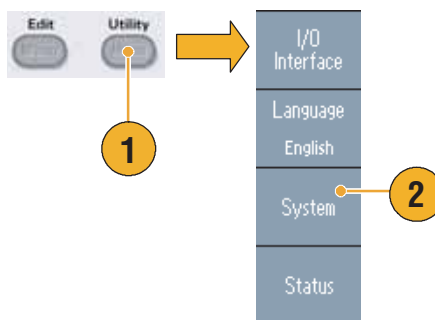 Edit Utility
1
I/O
Interface
Language
English
System
2
Status